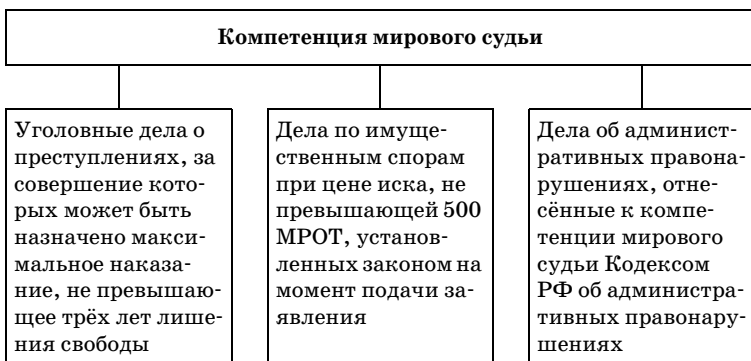 Компетенция мирового судьи
Уголовные дела о
преступлениях, за
совершение кото-
рых может быть
назначено макси-
мальное наказа-
ние, не превышаю-
щее трёх лет лише-
ния свободы
Дела по имуще-
ственным спорам
при цене иска, не
превышающей 500
МРОТ, установ-
ленных законом на
момент подачи за-
явления
Дела об админист-
ративных правона-
рушениях, отне-
сённые к компе-
тенции мирового
судьи Кодексом
РФ об администра-
тивных правонару-
шениях